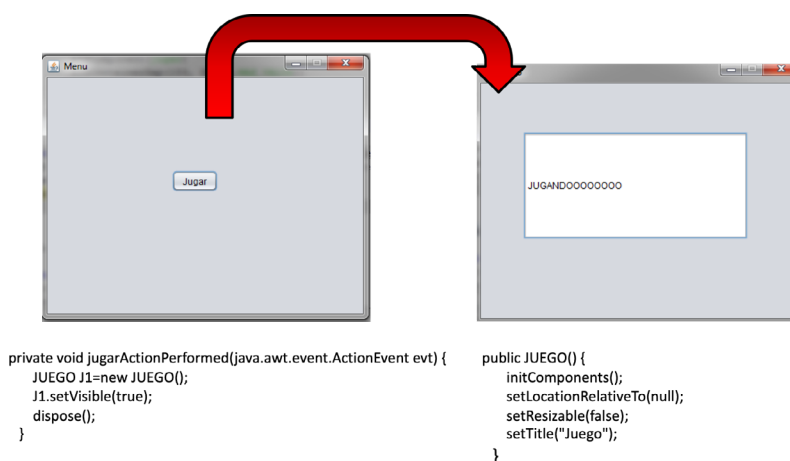 Menu
Jugar
JUGANDOOOOOOOO
private void jugarActionPerformed(java.awt.event.ActionEvent evt) {
JUEGO J1=new JUEGO();
J1.setVisible(true);
dispose();
}
public JUEGO() {
initComponents();
setLocationRelativeTo(null);
setResizable(false);
setTitle("Juego");
}